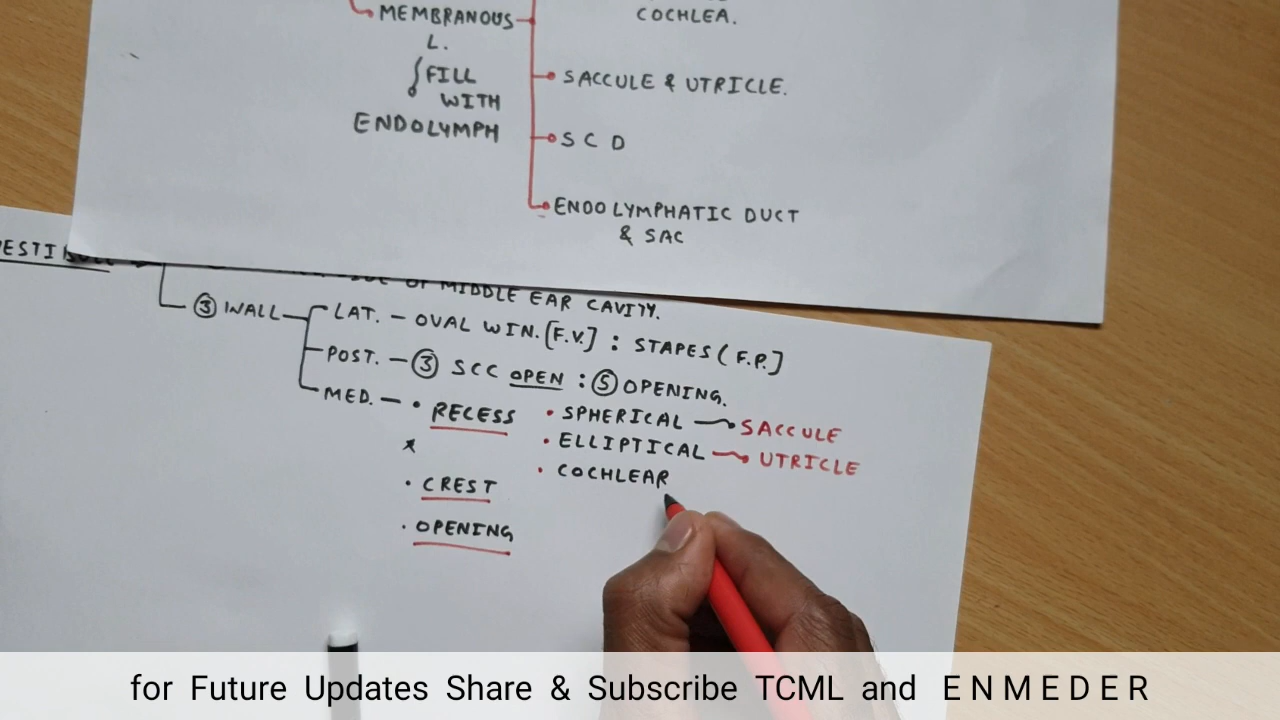 COCHLEA.
MEMBRANOUS
L.
FILL
WITH
ENDOLYMPH
SACCULE & UTRICLE.
S C D
ENDOLYMPHATIC DUCT
& SAC
OF MIDDLE EAR CAVITY.
③ WALL
LAT. – OVAL WIN. [F.V.] : STAPES (F.P.]
POST. – ③ SCC OPEN : ⑤ OPENING.
MED. – • RECESS
• SPHERICAL SACCULE
• ELLIPTICAL UTRICLE
• COCHLEAR
• CREST
• OPENING
for Future Updates Share & Subscribe TCML and E N M E D E R